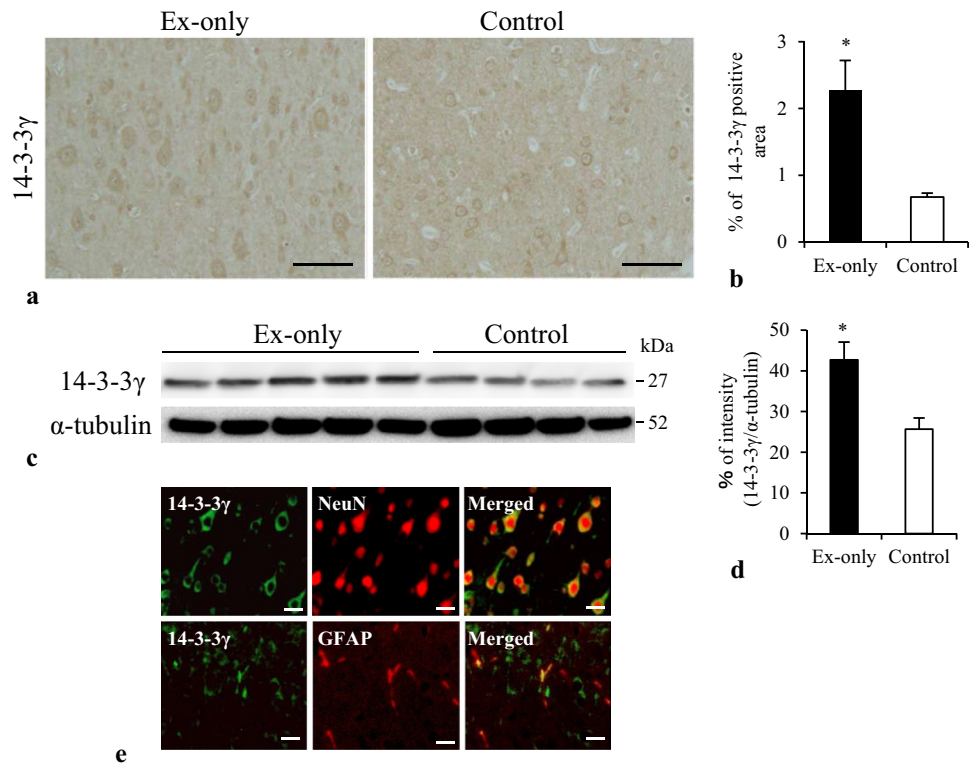 Ex-only
Control
14-3-3γ
a
3
2
1
0
% of 14-3-3γ positive
area
*
Ex-only
Control
b
Ex-only
Control
kDa
14-3-3γ
27
α-tubulin
52
c
50
40
30
20
10
0
% of intensity
(14-3-3γ/α-tubulin)
*
Ex-only
Control
d
14-3-3γ
NeuN
Merged
14-3-3γ
GFAP
Merged
e